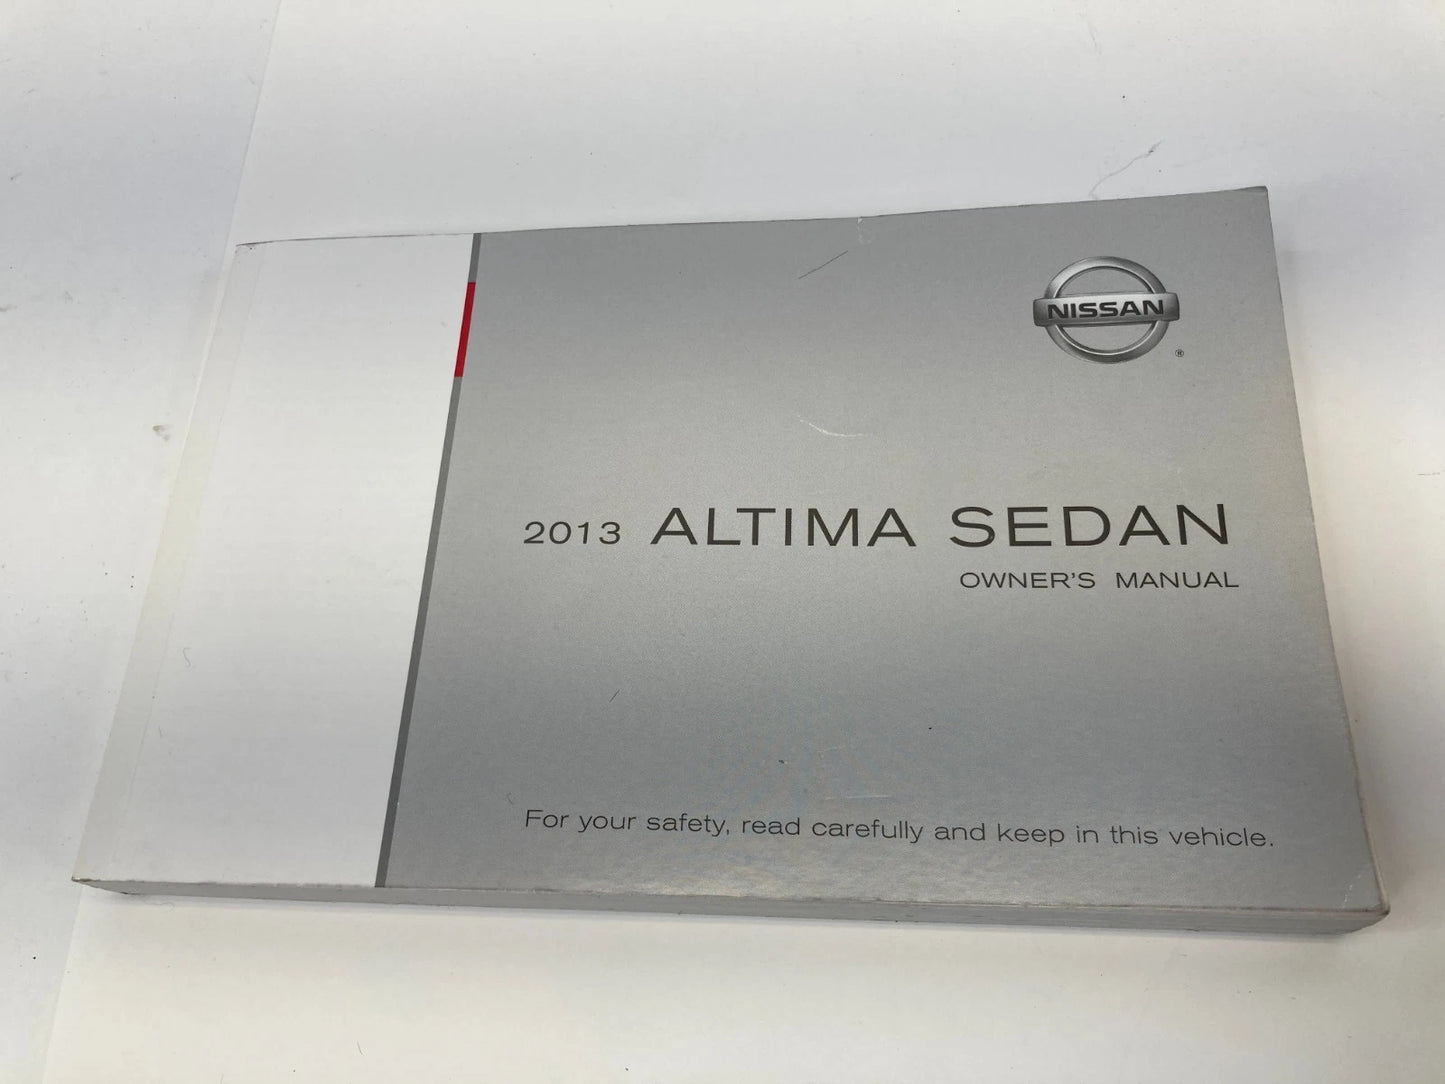 NISSAN
®
2013 ALTIMA SEDAN
OWNER'S MANUAL
For your safety, read carefully and keep in this vehicle.